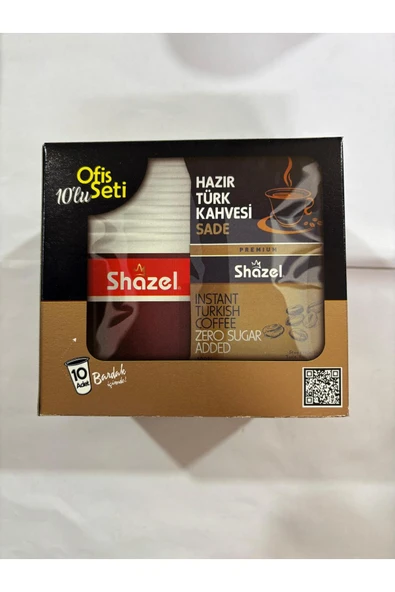 Ofis
10'lu Seti
HAZIR
TÜRK
KAHVESİ
SADE
PREMIUM
Shazel
Shazel
INSTANT
TURKISH
COFFEE
ZERO SUGAR
ADDED
10
Adet
Bardak
içinde!